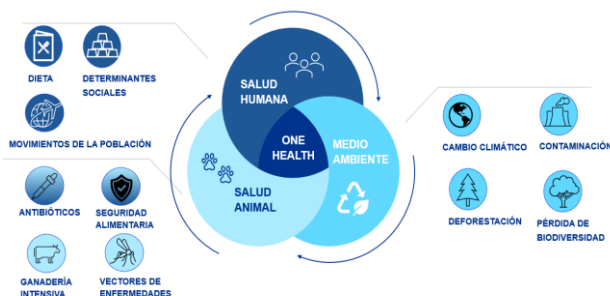 DIETA
DETERMINANTES
SOCIALES
MOVIMIENTOS DE LA POBLACIÓN
ANTIBIÓTICOS
SEGURIDAD
ALIMENTARIA
GANADERÍA
INTENSIVA
VECTORES DE
ENFERMEDADES
SALUD
HUMANA
ONE
HEALTH
MEDIO
AMBIENTE
SALUD
ANIMAL
CAMBIO CLIMÁTICO
CONTAMINACIÓN
DEFORESTACIÓN
PÉRDIDA DE
BIODIVERSIDAD